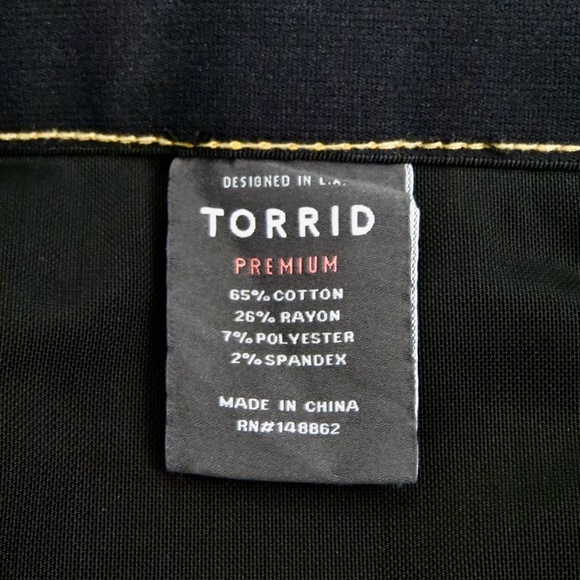 DESIGNED IN L.A.
TORRID
PREMIUM
65% COTTON
26% RAYON
7% POLYESTER
2% SPANDEX
MADE IN CHINA
RN#148862